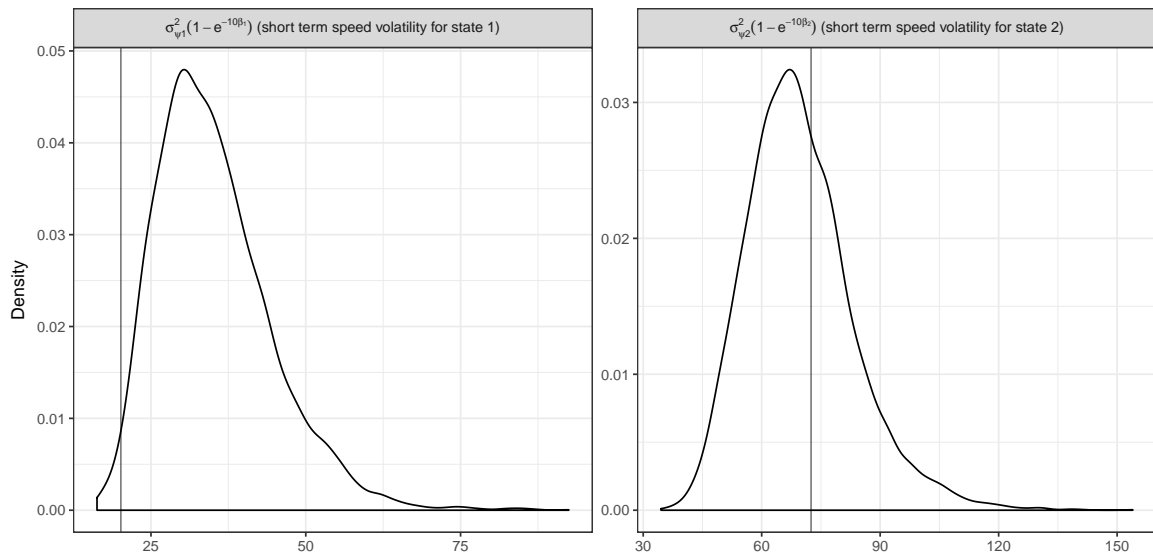 σ²ψ1(1−e⁻¹⁰ᵝ¹) (short term speed volatility for state 1)
σ²ψ2(1−e⁻¹⁰ᵝ²) (short term speed volatility for state 2)
Density
0.05
0.04
0.03
0.02
0.01
0.00
25 50 75
0.03
0.02
0.01
0.00
30 60 90 120 150